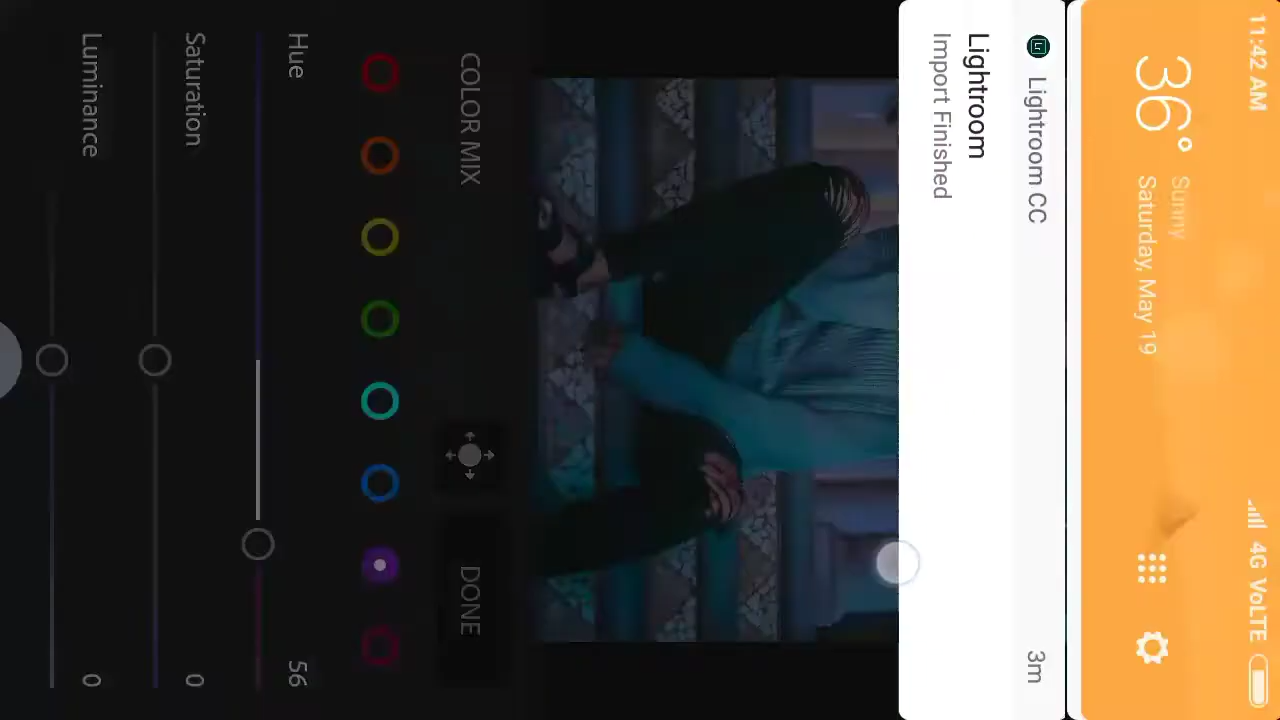 11:42 AM
4G VoLTE
36°
Sunny
Saturday, May 19
Lightroom CC
3m
Lightroom
Import Finished
COLOR MIX
DONE
Hue
56
Saturation
0
Luminance
0